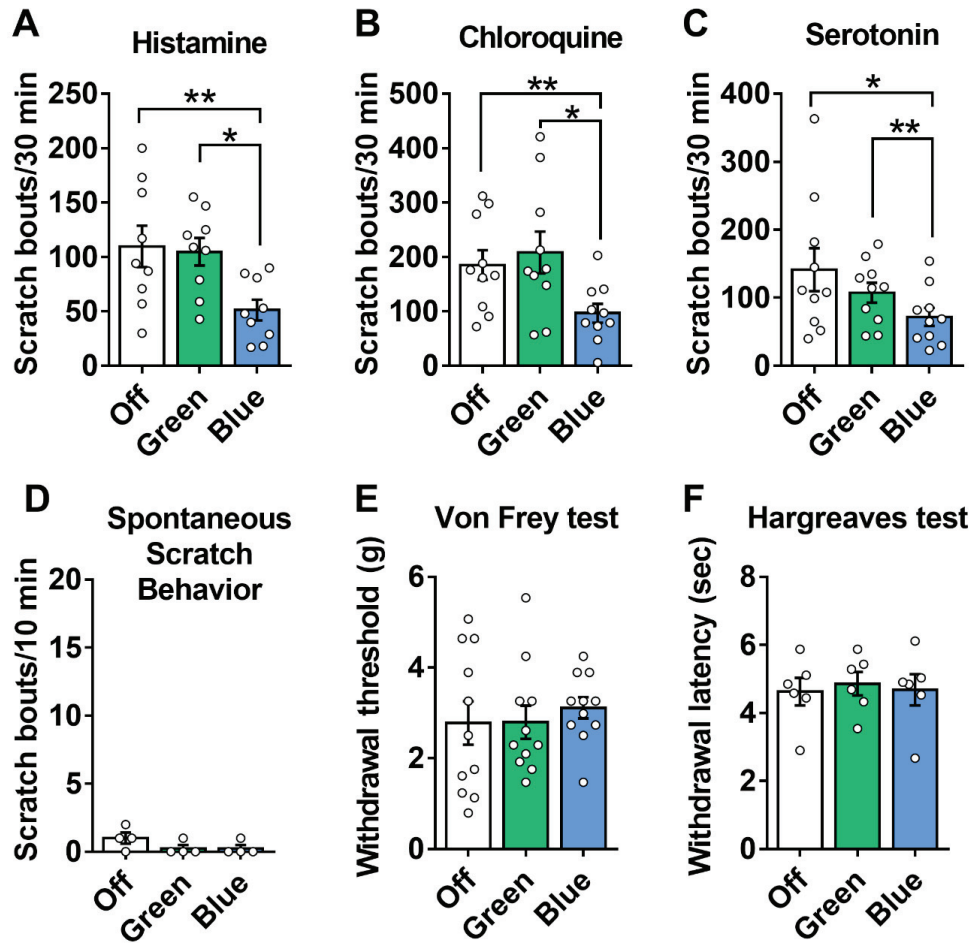 A
Histamine
Scratch bouts/30 min
250
200
150
100
50
0
**
*
Off
Green
Blue
B
Chloroquine
Scratch bouts/30 min
500
400
300
200
100
0
**
*
Off
Green
Blue
C
Serotonin
Scratch bouts/30 min
400
300
200
100
0
*
**
Off
Green
Blue
D
Spontaneous
Scratch
Behavior
Scratch bouts/10 min
20
15
10
5
0
Off
Green
Blue
E
Von Frey test
Withdrawal threshold (g)
6
4
2
0
Off
Green
Blue
F
Hargreaves test
Withdrawal latency (sec)
8
6
4
2
0
Off
Green
Blue